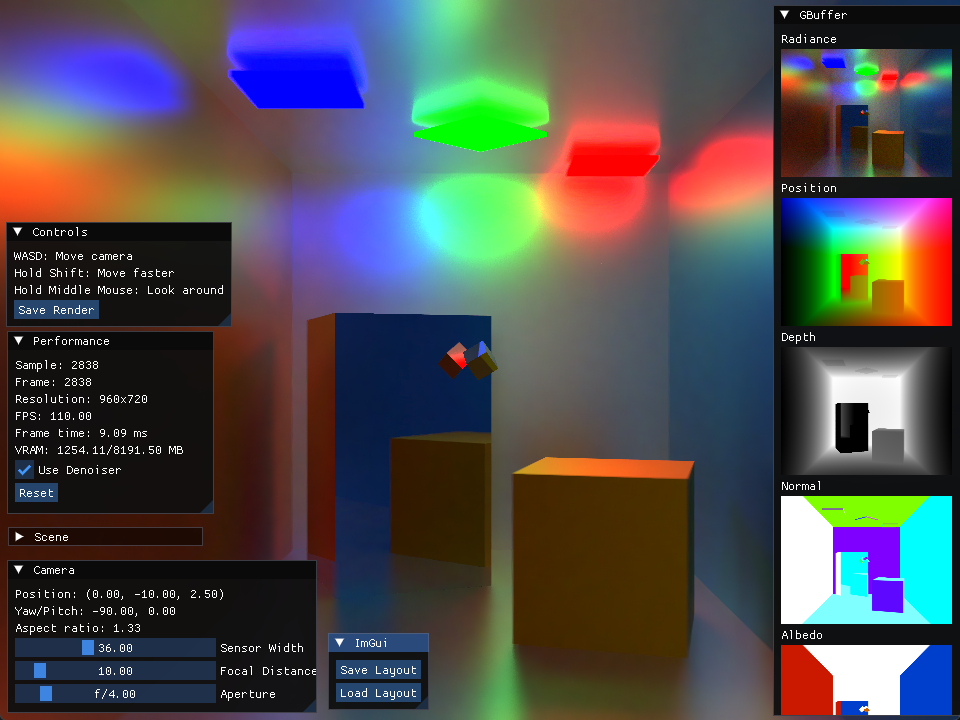 Controls
WASD: Move camera
Hold Shift: Move faster
Hold Middle Mouse: Look around
Save Render
Performance
Sample: 2838
Frame: 2838
Resolution: 960x720
FPS: 110.00
Frame time: 9.09 ms
VRAM: 1254.11/8191.50 MB
Use Denoiser
Reset
Scene
Camera
Position: (0.00, -10.00, 2.50)
Yaw/Pitch: -90.00, 0.00
Aspect ratio: 1.33
36.00 Sensor Width
10.00 Focal Distance
f/4.00 Aperture
ImGui
Save Layout
Load Layout
GBuffer
Radiance
Position
Depth
Normal
Albedo